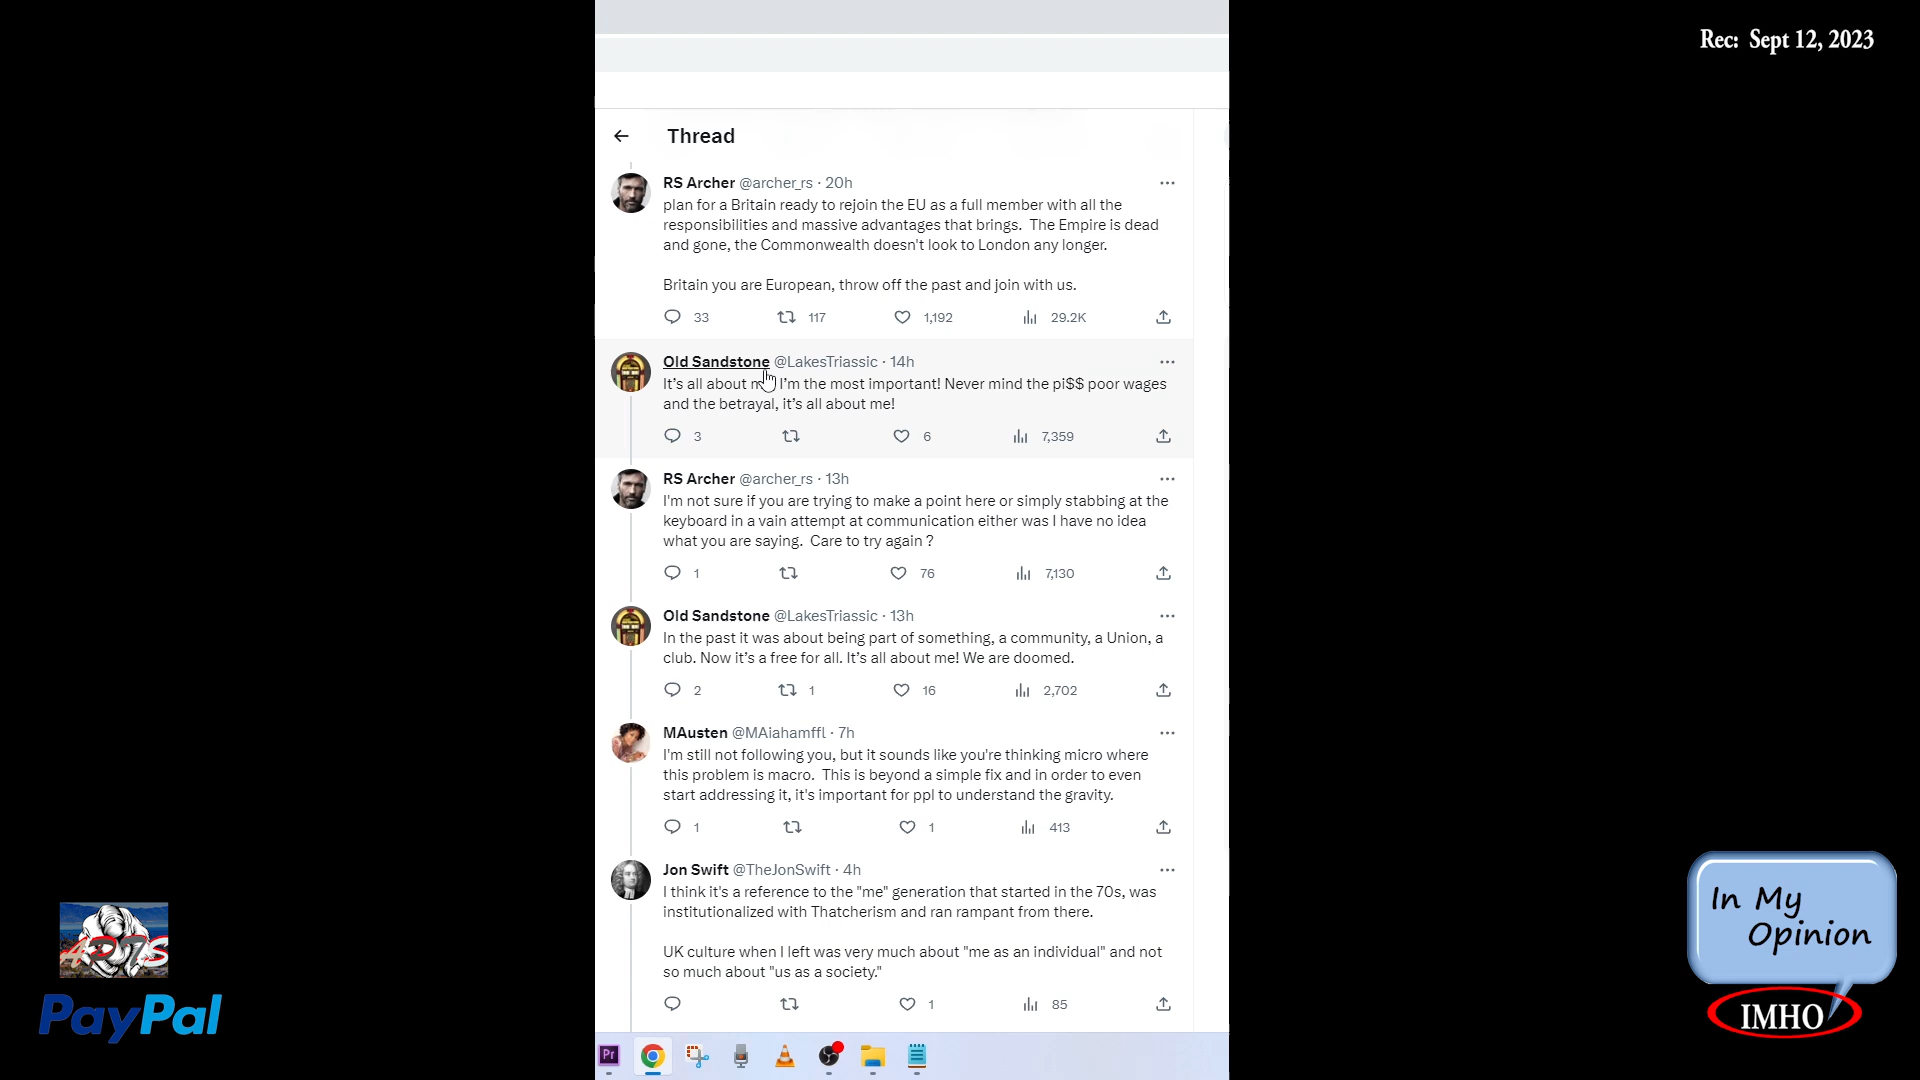 Rec: Sept 12, 2023
Thread
RS Archer @archer_rs · 20h
plan for a Britain ready to rejoin the EU as a full member with all the
responsibilities and massive advantages that brings. The Empire is dead
and gone, the Commonwealth doesn't look to London any longer.
Britain you are European, throw off the past and join with us.
33 117 1,192 29.2K
Old Sandstone @LakesTriassic · 14h
It's all about I'm the most important! Never mind the pi$$ poor wages
and the betrayal, it's all about me!
3 6 7,359
RS Archer @archer_rs · 13h
I'm not sure if you are trying to make a point here or simply stabbing at the
keyboard in a vain attempt at communication either was I have no idea
what you are saying. Care to try again ?
1 76 7,130
Old Sandstone @LakesTriassic · 13h
In the past it was about being part of something, a community, a Union, a
club. Now it's a free for all. It's all about me! We are doomed.
2 1 16 2,702
MAusten @MAiahamffl · 7h
I'm still not following you, but it sounds like you're thinking micro where
this problem is macro. This is beyond a simple fix and in order to even
start addressing it, it's important for ppl to understand the gravity.
1 1 413
Jon Swift @TheJonSwift · 4h
I think it's a reference to the "me" generation that started in the 70s, was
institutionalized with Thatcherism and ran rampant from there.
UK culture when I left was very much about "me as an individual" and not
so much about "us as a society."
1 85
PayPal
In My
Opinion
IMHO
Pr